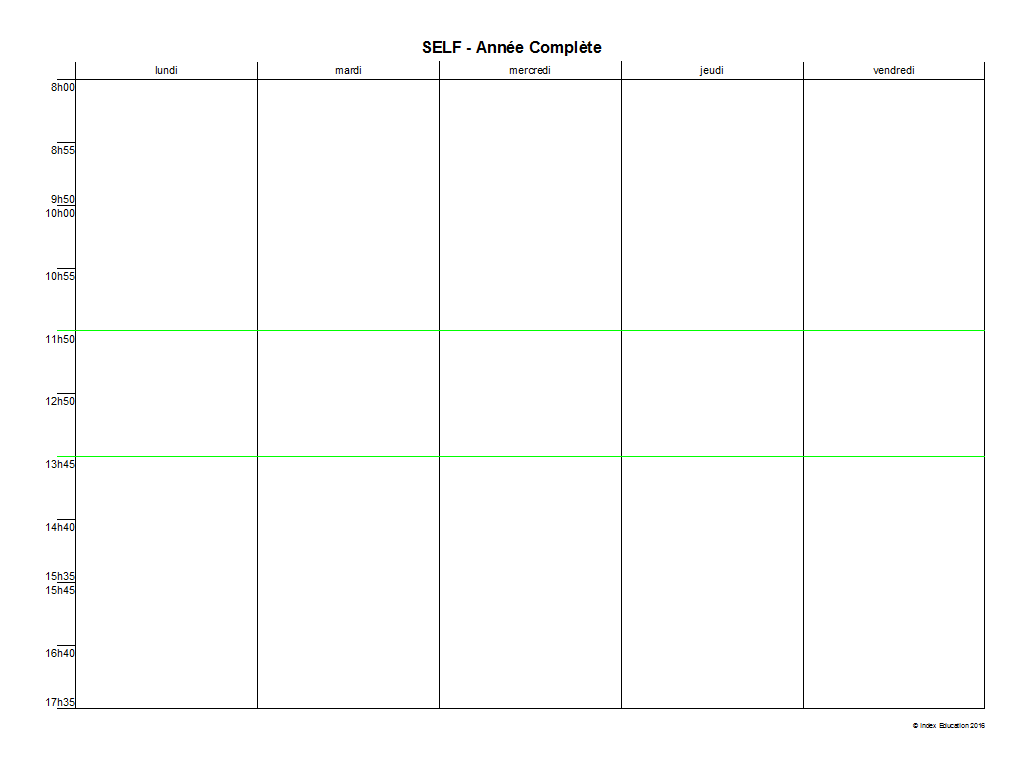 SELF - Année Complète
lundi mardi mercredi jeudi vendredi
8h00
8h55
9h50
10h00
10h55
11h50
12h50
13h45
14h40
15h35
15h45
16h40
17h35
© Index Education 2016